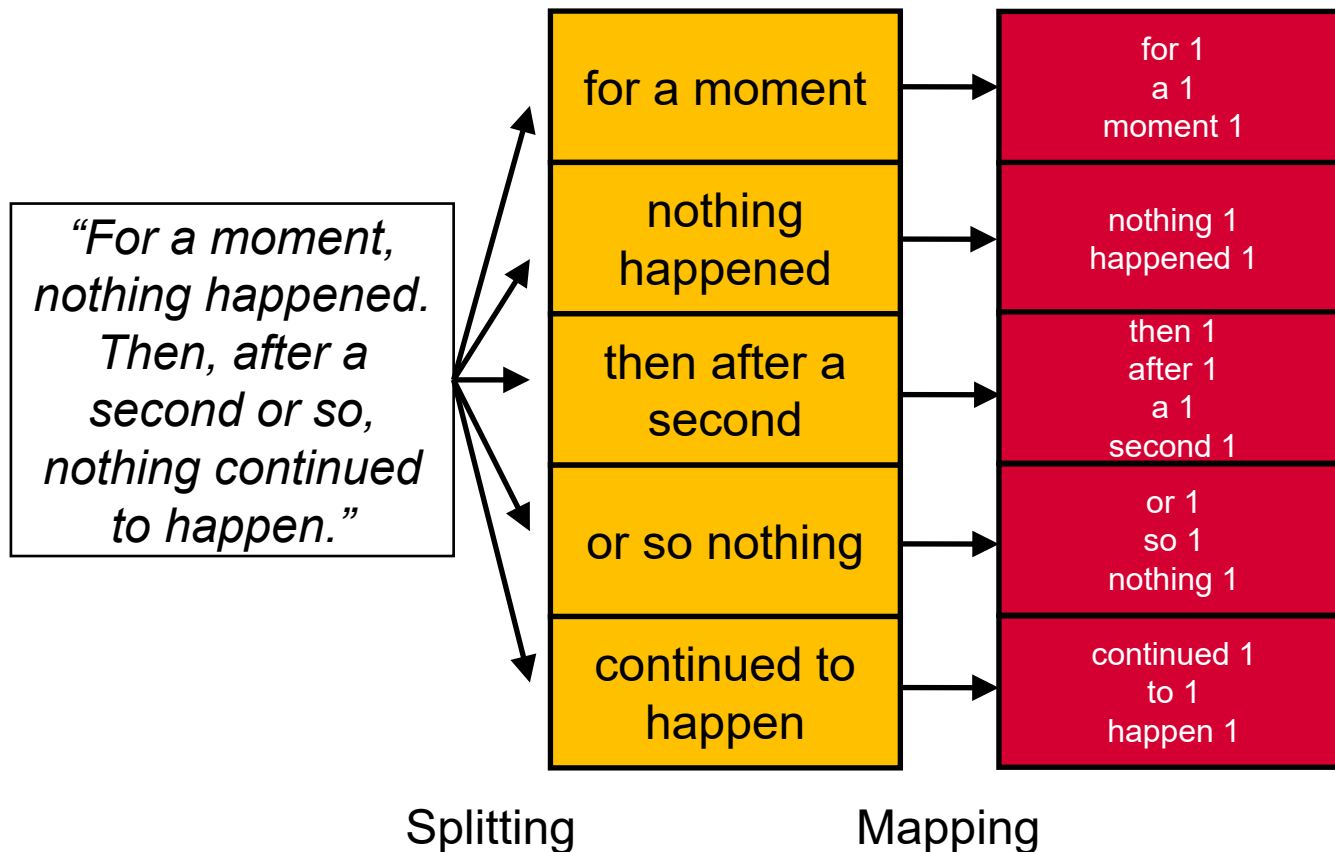 “For a moment,
nothing happened.
Then, after a
second or so,
nothing continued
to happen.”
for a moment
nothing
happened
then after a
second
or so nothing
continued to
happen
for 1
a 1
moment 1
nothing 1
happened 1
then 1
after 1
a 1
second 1
or 1
so 1
nothing 1
continued 1
to 1
happen 1
Splitting
Mapping